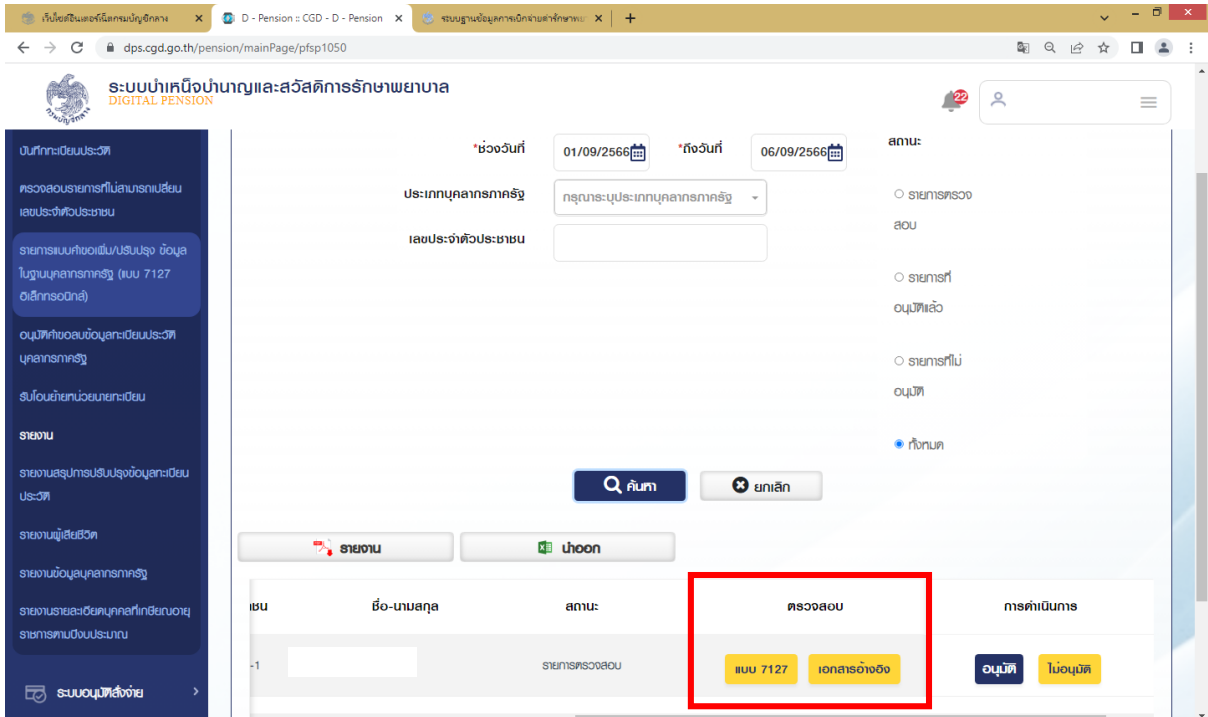 เว็บไซต์อินเตอร์เน็ตกรมบัญชีกลาง
D - Pension :: CGD - D - Pension
ระบบฐานข้อมูลการเบิกจ่ายค่ารักษาพย
dps.cgd.go.th/pension/mainPage/pfsp1050
ระบบบำเหน็จบำนาญและสวัสดิการรักษาพยาบาล
DIGITAL PENSION
กรมบัญชีกลาง
22
บันทึกทะเบียนประวัติ
ตรวจสอบรายการที่ไม่สามารถเปลี่ยน
เลขประจำตัวประชาชน
รายการแบบคำขอเพิ่ม/ปรับปรุง ข้อมูล
ในฐานบุคลากรภาครัฐ (แบบ 7127
อิเล็กทรอนิกส์)
อนุมัติคำขอลบข้อมูลทะเบียนประวัติ
บุคลากรภาครัฐ
รับโอนย้ายหน่วยนายทะเบียน
รายงาน
รายงานสรุปการปรับปรุงข้อมูลทะเบียน
ประวัติ
รายงานผู้เสียชีวิต
รายงานข้อมูลบุคลากรภาครัฐ
รายงานรายละเอียดบุคคลที่เกษียณอายุ
ราชการตามปีงบประมาณ
ระบบอนุมัติสั่งจ่าย
*ช่วงวันที่
01/09/2566
*ถึงวันที่
06/09/2566
สถานะ
ประเภทบุคลากรภาครัฐ
กรุณาระบุประเภทบุคลากรภาครัฐ
เลขประจำตัวประชาชน
รายการตรวจ
สอบ
รายการที่
อนุมัติแล้ว
รายการที่ไม่
อนุมัติ
ทั้งหมด
ค้นหา
ยกเลิก
รายงาน
นำออก
าชน
ชื่อ-นามสกุล
สถานะ
ตรวจสอบ
การดำเนินการ
-1
รายการตรวจสอบ
แบบ 7127
เอกสารอ้างอิง
อนุมัติ
ไม่อนุมัติ